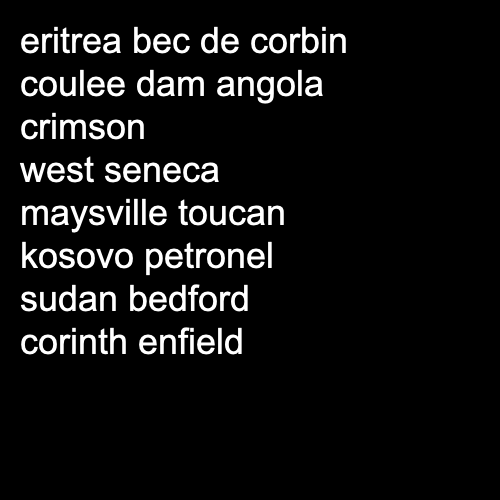 eritrea bec de corbin
coulee dam angola
crimson
west seneca
maysville toucan
kosovo petronel
sudan bedford
corinth enfield